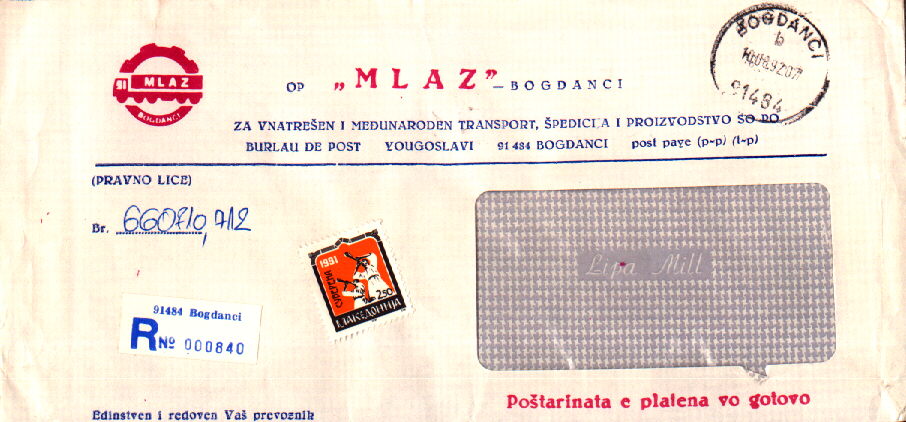 91 MLAZ
BOGDANCI
OP „MLAZ” – BOGDANCI
ZA VNATREŠEN I MEĐUNARODEN TRANSPORT, ŠPEDICIJA I PROIZVODSTVO SO PO
BURLAU DE POST YOUGOSLAVI 91 484 BOGDANCI post paye (p-p) (t-p)
BOGDANCI
b
91484
(PRAVNO LICE)
Br. 660710, 712
1991
СУВЕРЕНА
2.50
МАКЕДОНИЈА
Lipa Mill
91484 Bogdanci
R No 000840
Poštarinata e platena vo gotovo
Edinstven i redoven Vaš prevoznik